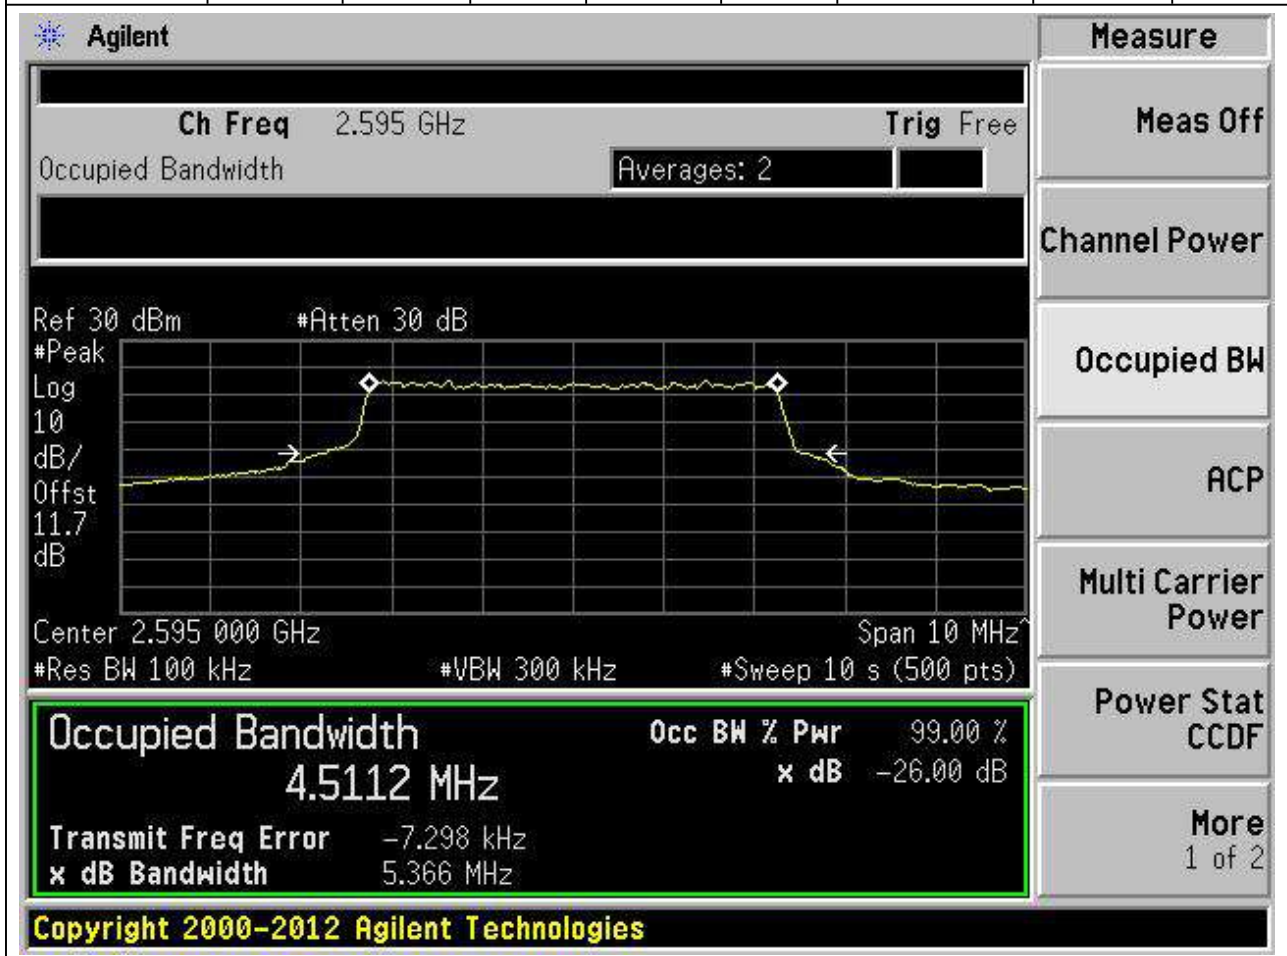 Agilent
Measure
Ch Freq 2.595 GHz Trig Free
Occupied Bandwidth Averages: 2
Meas Off
Channel Power
Occupied BW
ACP
Multi Carrier
Power
Power Stat
CCDF
More
1 of 2
Ref 30 dBm #Atten 30 dB
#Peak
Log
10
dB/
Offst
11.7
dB
Center 2.595 000 GHz Span 10 MHz^
#Res BW 100 kHz #VBW 300 kHz #Sweep 10 s (500 pts)
Occupied Bandwidth Occ BW % Pwr 99.00 %
4.5112 MHz x dB -26.00 dB
Transmit Freq Error -7.298 kHz
x dB Bandwidth 5.366 MHz
Copyright 2000-2012 Agilent Technologies